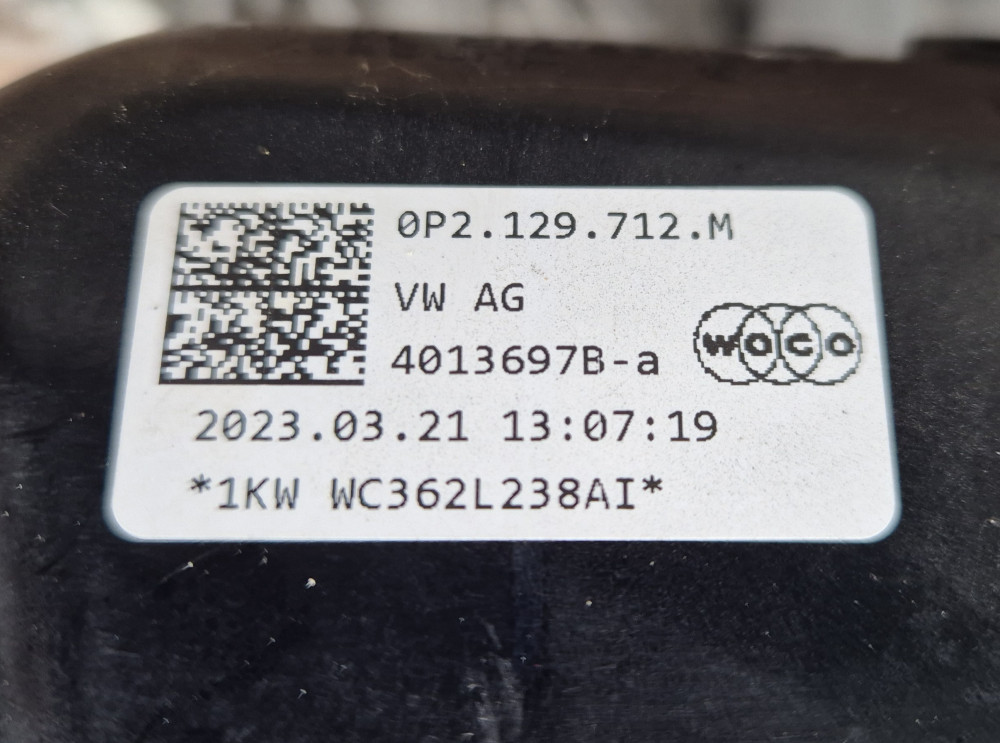 0P2.129.712.M
VW AG
4013697B-a
WOCO
2023.03.21 13:07:19
*1KW WC362L238AI*